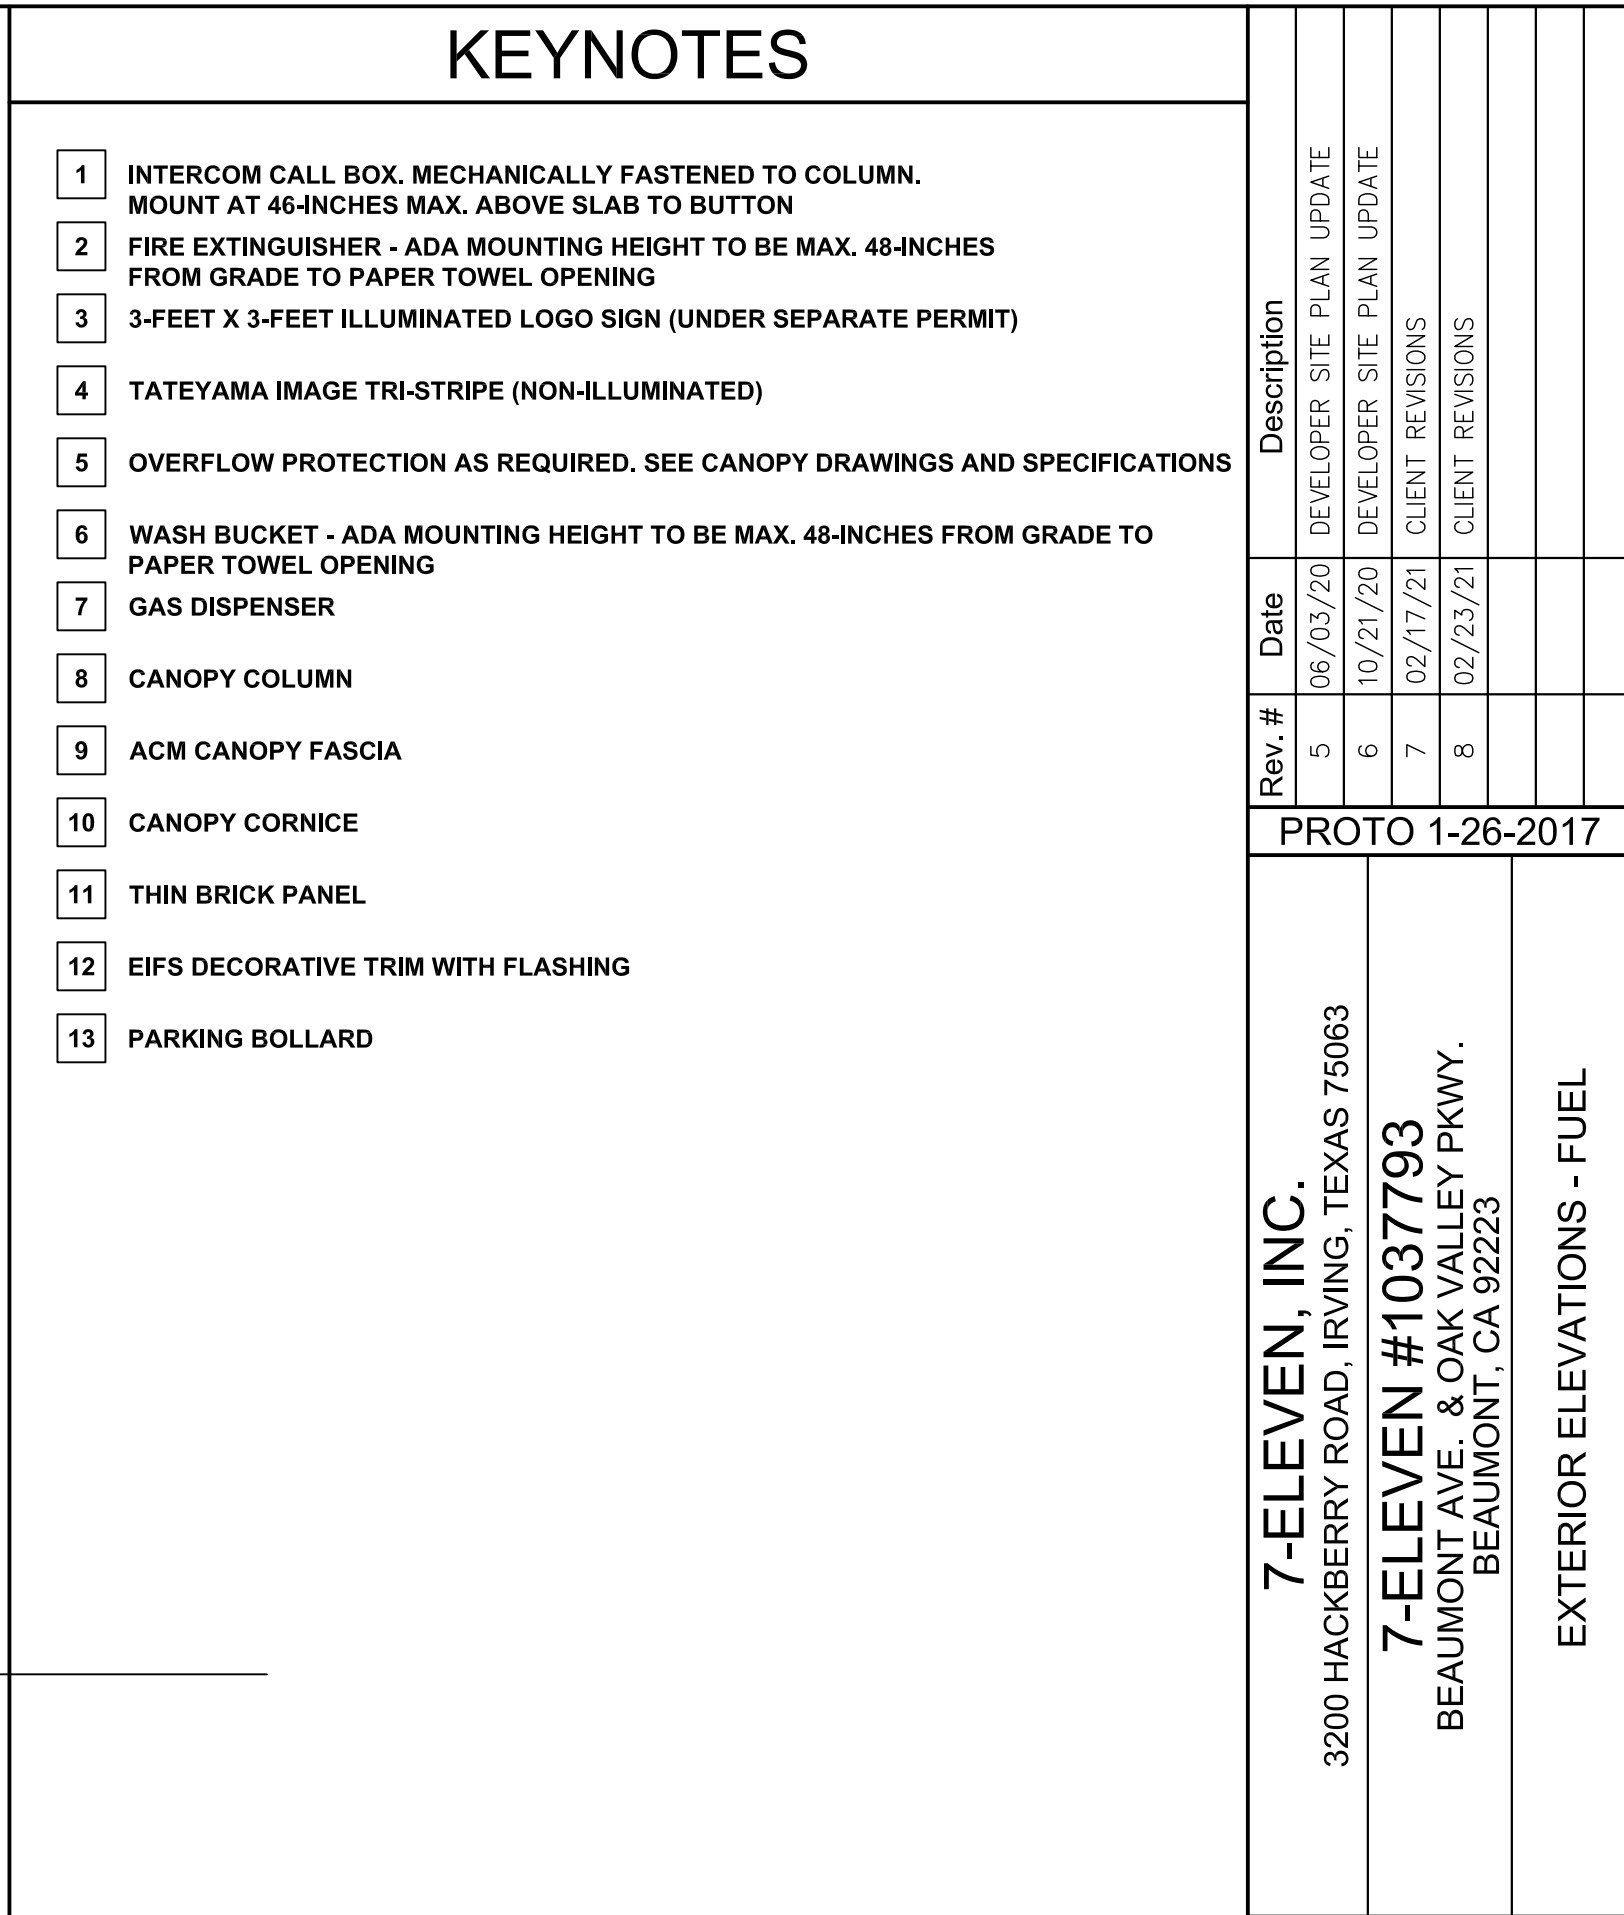 KEYNOTES
1 INTERCOM CALL BOX. MECHANICALLY FASTENED TO COLUMN.
MOUNT AT 46-INCHES MAX. ABOVE SLAB TO BUTTON
2 FIRE EXTINGUISHER - ADA MOUNTING HEIGHT TO BE MAX. 48-INCHES
FROM GRADE TO PAPER TOWEL OPENING
3 3-FEET X 3-FEET ILLUMINATED LOGO SIGN (UNDER SEPARATE PERMIT)
4 TATEYAMA IMAGE TRI-STRIPE (NON-ILLUMINATED)
5 OVERFLOW PROTECTION AS REQUIRED. SEE CANOPY DRAWINGS AND SPECIFICATIONS
6 WASH BUCKET - ADA MOUNTING HEIGHT TO BE MAX. 48-INCHES FROM GRADE TO
PAPER TOWEL OPENING
7 GAS DISPENSER
8 CANOPY COLUMN
9 ACM CANOPY FASCIA
10 CANOPY CORNICE
11 THIN BRICK PANEL
12 EIFS DECORATIVE TRIM WITH FLASHING
13 PARKING BOLLARD
Rev. # Date Description
5 06/03/20 DEVELOPER SITE PLAN UPDATE
6 10/21/20 DEVELOPER SITE PLAN UPDATE
7 02/17/21 CLIENT REVISIONS
8 02/23/21 CLIENT REVISIONS
PROTO 1-26-2017
7-ELEVEN, INC.
3200 HACKBERRY ROAD, IRVING, TEXAS 75063
7-ELEVEN #1037793
BEAUMONT AVE. & OAK VALLEY PKWY.
BEAUMONT, CA 92223
EXTERIOR ELEVATIONS - FUEL